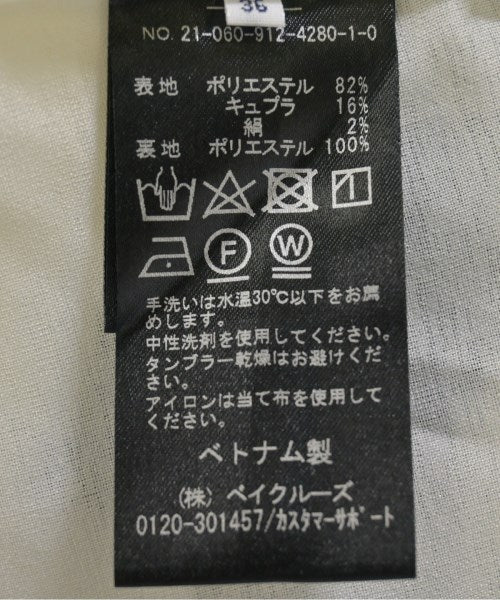 36
NO. 21-060-912-4280-1-0
表地 ポリエステル 82%
キュプラ 16%
絹 2%
裏地 ポリエステル 100%
F W
手洗いは水温30℃以下をお薦
めします。
中性洗剤を使用してください。
タンブラー乾燥はお避けくだ
さい。
アイロンは当て布を使用して
ください。
ベトナム製
(株) ベイクルーズ
0120-301457/カスタマーサポート